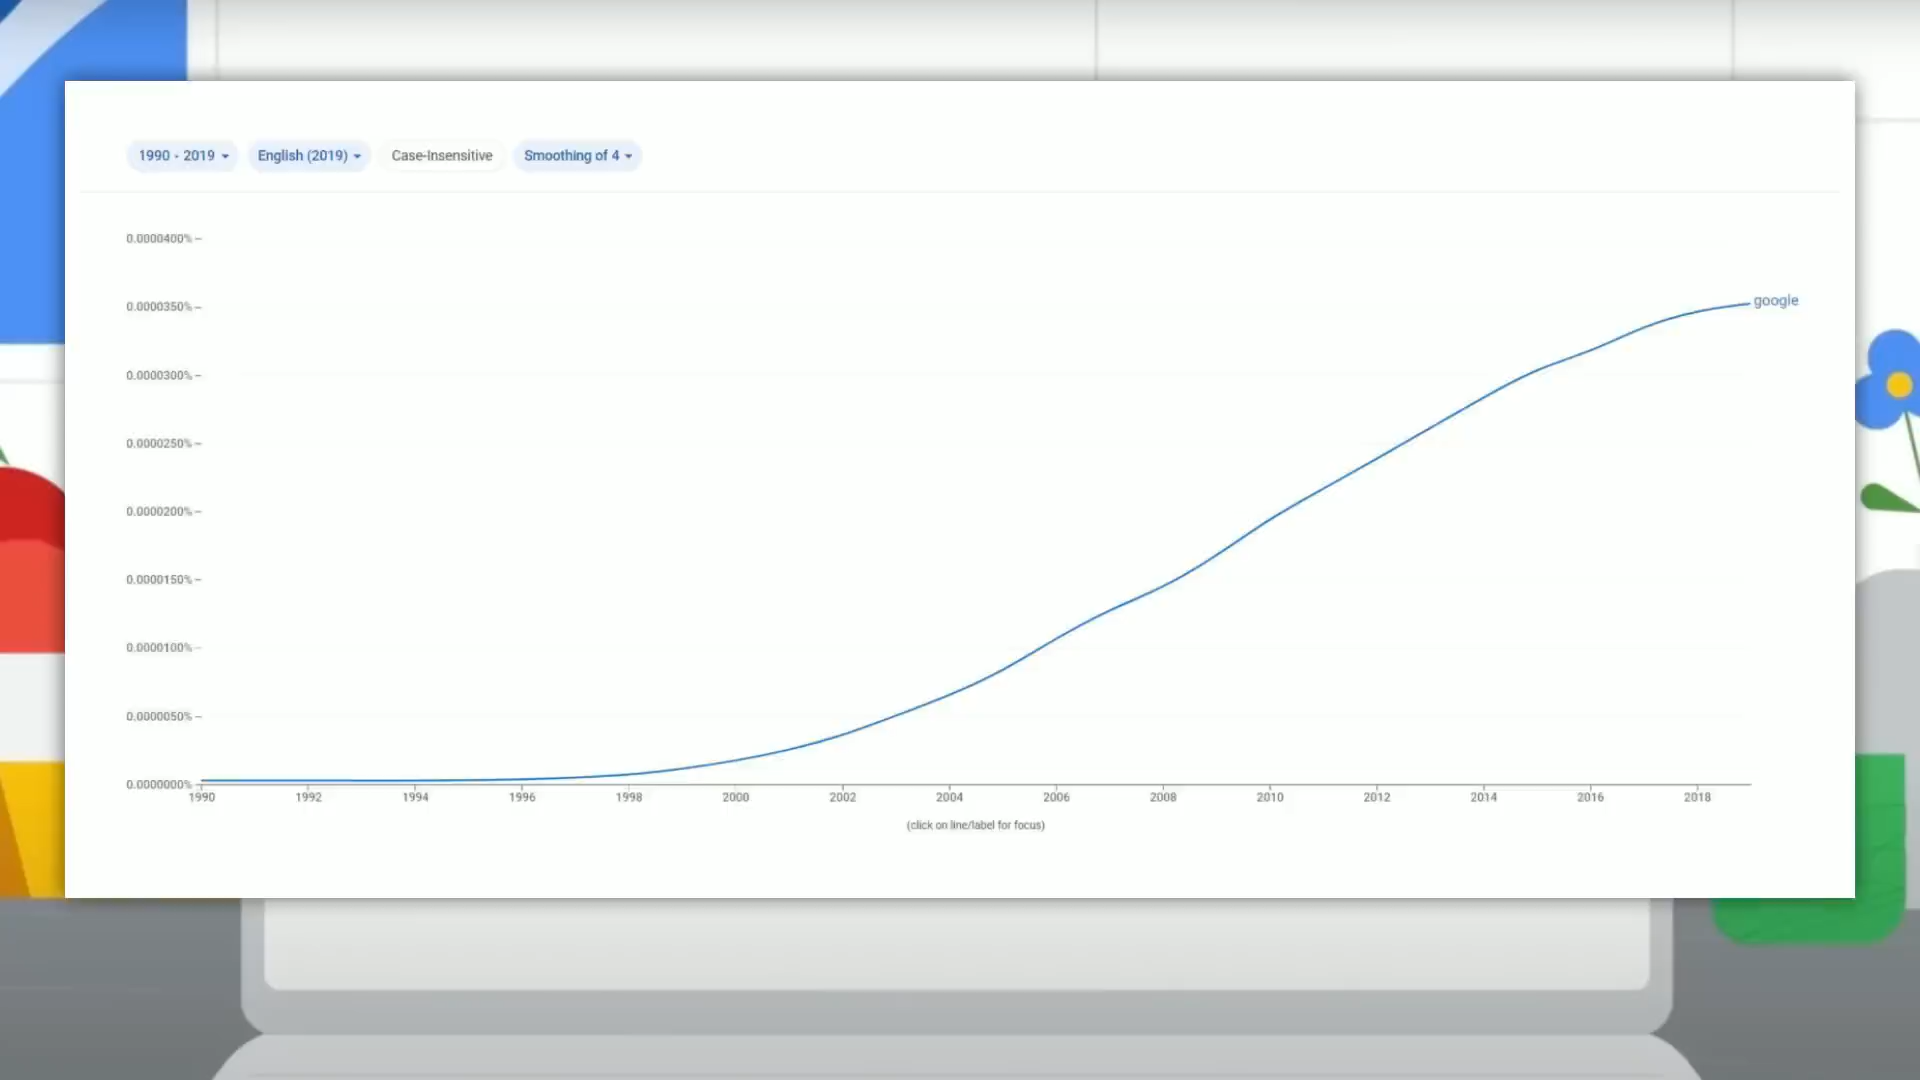 1990 - 2019 English (2019) Case-Insensitive Smoothing of 4
0.0000400%
0.0000350%
0.0000300%
0.0000250%
0.0000200%
0.0000150%
0.0000100%
0.0000050%
0.0000000%
google
1990 1992 1994 1996 1998 2000 2002 2004 2006 2008 2010 2012 2014 2016 2018
(click on line/label for focus)